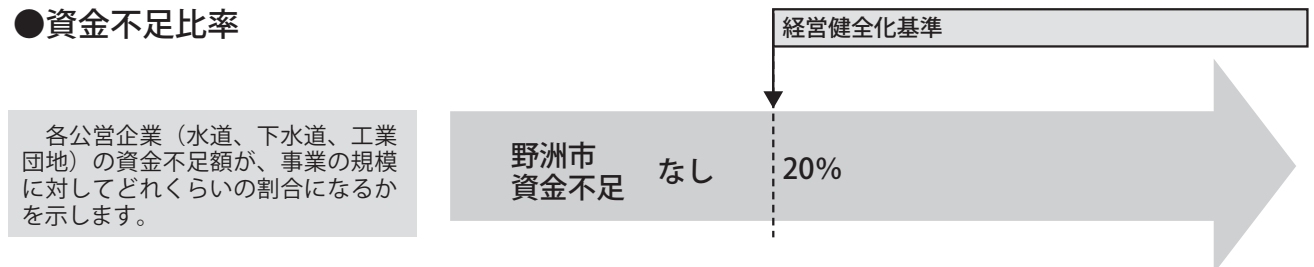 ●資金不足比率
経営健全化基準
　各公営企業（水道、下水道、工業
団地）の資金不足額が、事業の規模
に対してどれくらいの割合になるか
を示します。
野洲市
資金不足　なし
20%